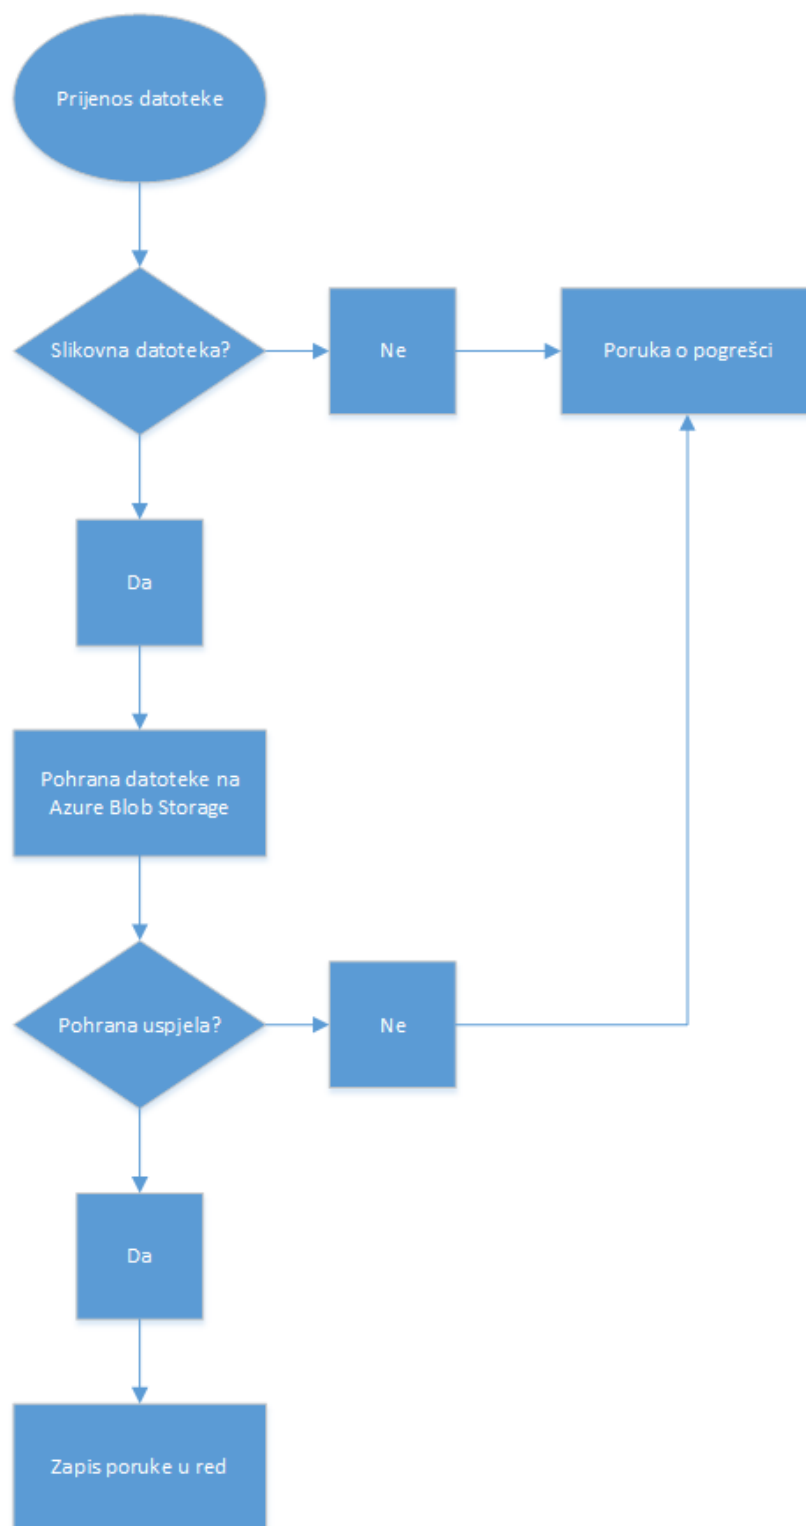 Prijenos datoteke
Slikovna datoteka?
Ne
Poruka o pogrešci
Da
Pohrana datoteke na
Azure Blob Storage
Pohrana uspjela?
Ne
Da
Zapis poruke u red